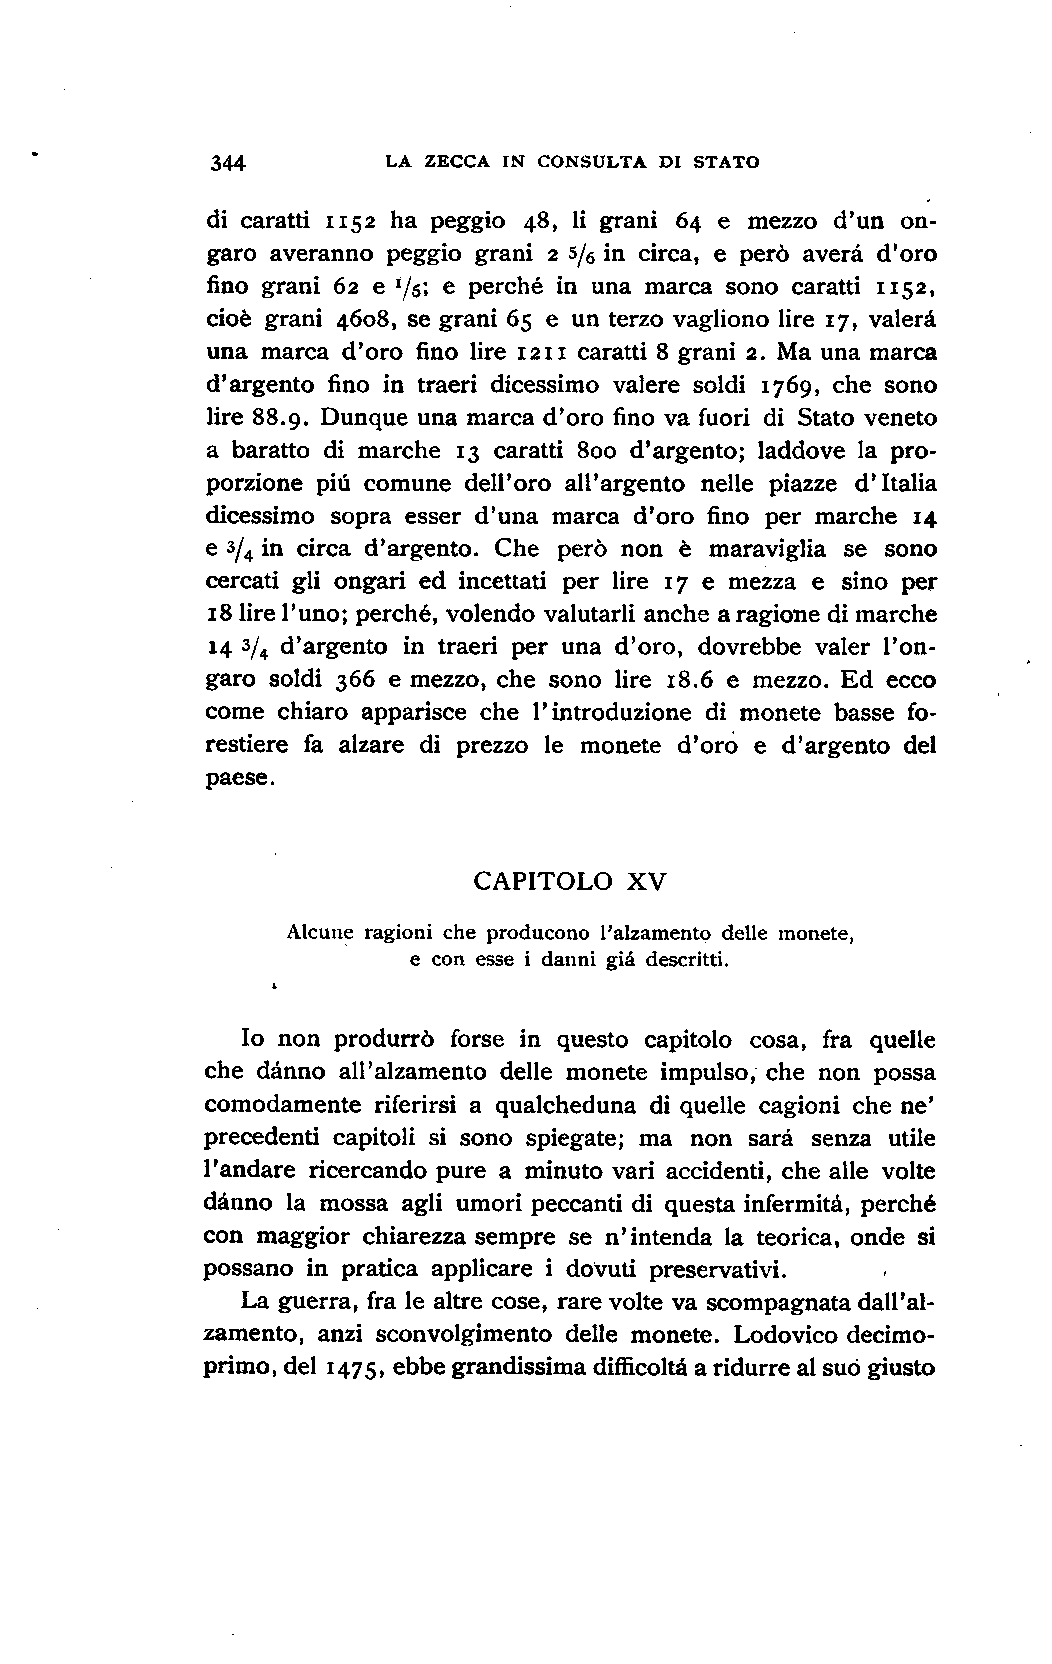 344 LA ZECCA IN CONSULTA DI STATO
di caratti 1152 ha peggio 48, li grani 64 e mezzo d'un on-
garo averanno peggio grani 2 5/6 in circa, e però averá d'oro
fino grani 62 e 1/5; e perché in una marca sono caratti 1152,
cioè grani 4608, se grani 65 e un terzo vagliono lire 17, valerá
una marca d'oro fino lire 1211 caratti 8 grani 2. Ma una marca
d'argento fino in traeri dicessimo valere soldi 1769, che sono
lire 88.9. Dunque una marca d'oro fino va fuori di Stato veneto
a baratto di marche 13 caratti 800 d'argento; laddove la pro-
porzione piú comune dell'oro all'argento nelle piazze d'Italia
dicessimo sopra esser d'una marca d'oro fino per marche 14
e 3/4 in circa d'argento. Che però non è maraviglia se sono
cercati gli ongari ed incettati per lire 17 e mezza e sino per
18 lire l'uno; perché, volendo valutarli anche a ragione di marche
14 3/4 d'argento in traeri per una d'oro, dovrebbe valer l'on-
garo soldi 366 e mezzo, che sono lire 18.6 e mezzo. Ed ecco
come chiaro apparisce che l'introduzione di monete basse fo-
restiere fa alzare di prezzo le monete d'oro e d'argento del
paese.
CAPITOLO XV
Alcune ragioni che producono l'alzamento delle monete,
e con esse i danni giá descritti.
Io non produrrò forse in questo capitolo cosa, fra quelle
che dánno all'alzamento delle monete impulso, che non possa
comodamente riferirsi a qualcheduna di quelle cagioni che ne'
precedenti capitoli si sono spiegate; ma non sará senza utile
l'andare ricercando pure a minuto vari accidenti, che alle volte
dánno la mossa agli umori peccanti di questa infermitá, perché
con maggior chiarezza sempre se n'intenda la teorica, onde si
possano in pratica applicare i dovuti preservativi.
La guerra, fra le altre cose, rare volte va scompagnata dall'al-
zamento, anzi sconvolgimento delle monete. Lodovico decimo-
primo, del 1475, ebbe grandissima difficoltá a ridurre al suo giusto